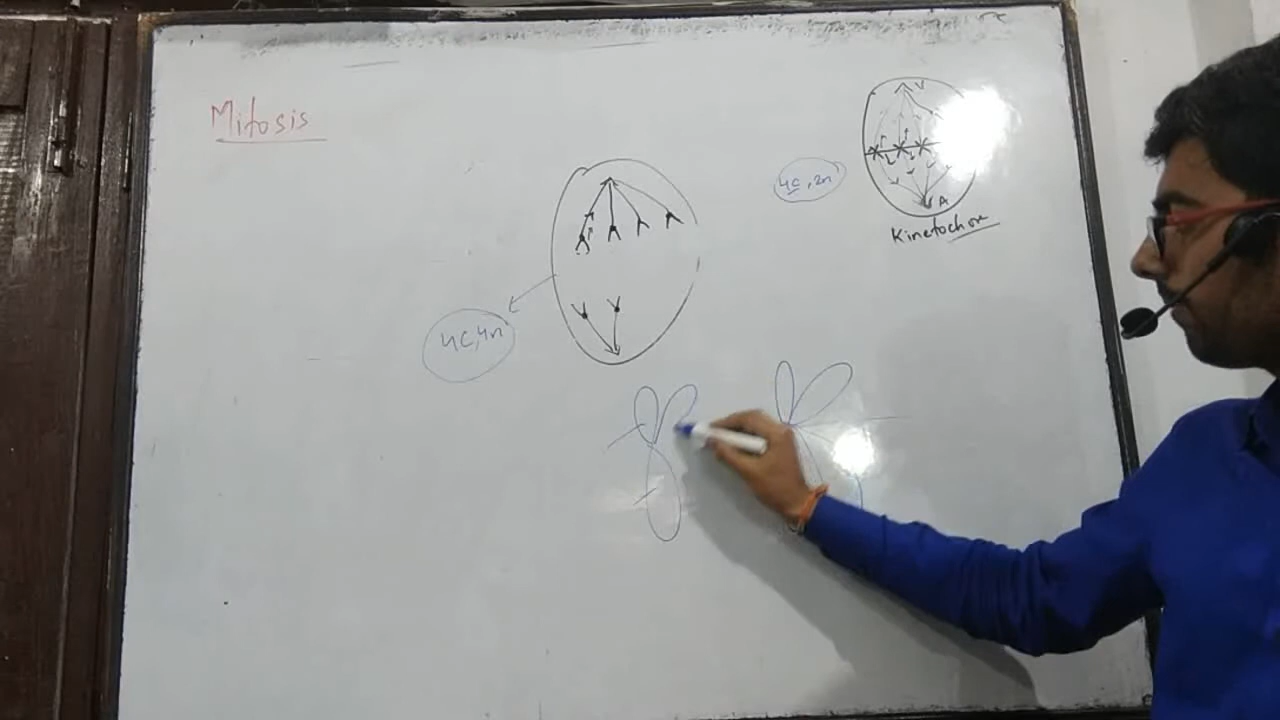 Mitosis
4C, 2n
A
Kinetochore
4C, 4n